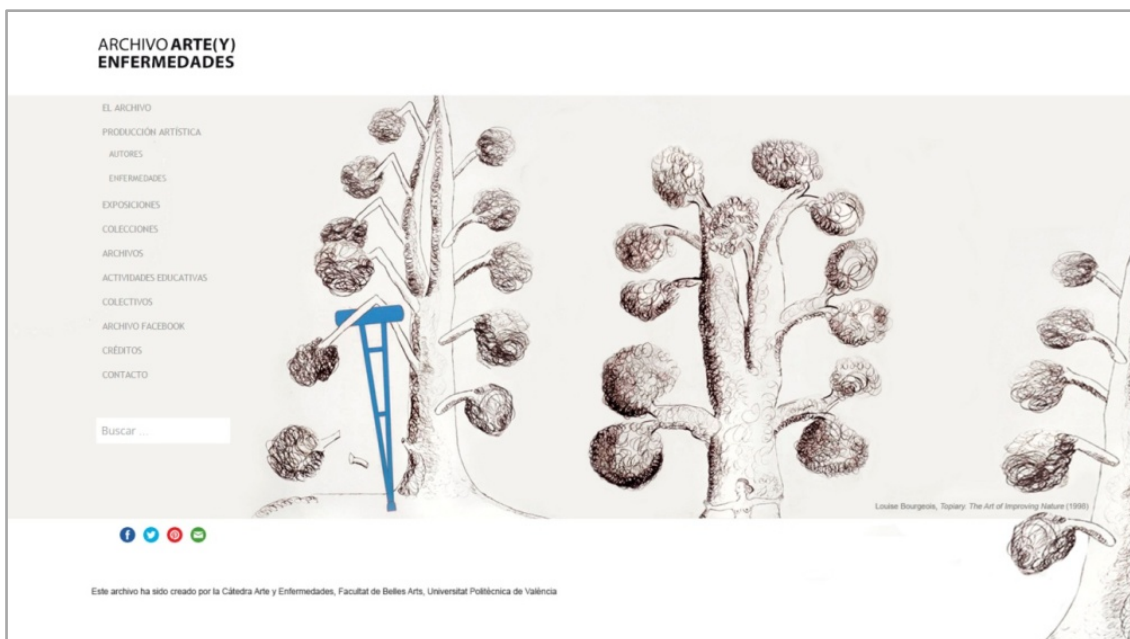 ARCHIVO ARTE(Y)
ENFERMEDADES
EL ARCHIVO
PRODUCCIÓN ARTÍSTICA
AUTORES
ENFERMEDADES
EXPOSICIONES
COLECCIONES
ARCHIVOS
ACTIVIDADES EDUCATIVAS
COLECTIVOS
ARCHIVO FACEBOOK
CRÉDITOS
CONTACTO
Buscar ...
Louise Bourgeois, Topiary. The Art of Improving Nature (1998)
Este archivo ha sido creado por la Cátedra Arte y Enfermedades, Facultat de Belles Arts, Universitat Politècnica de València